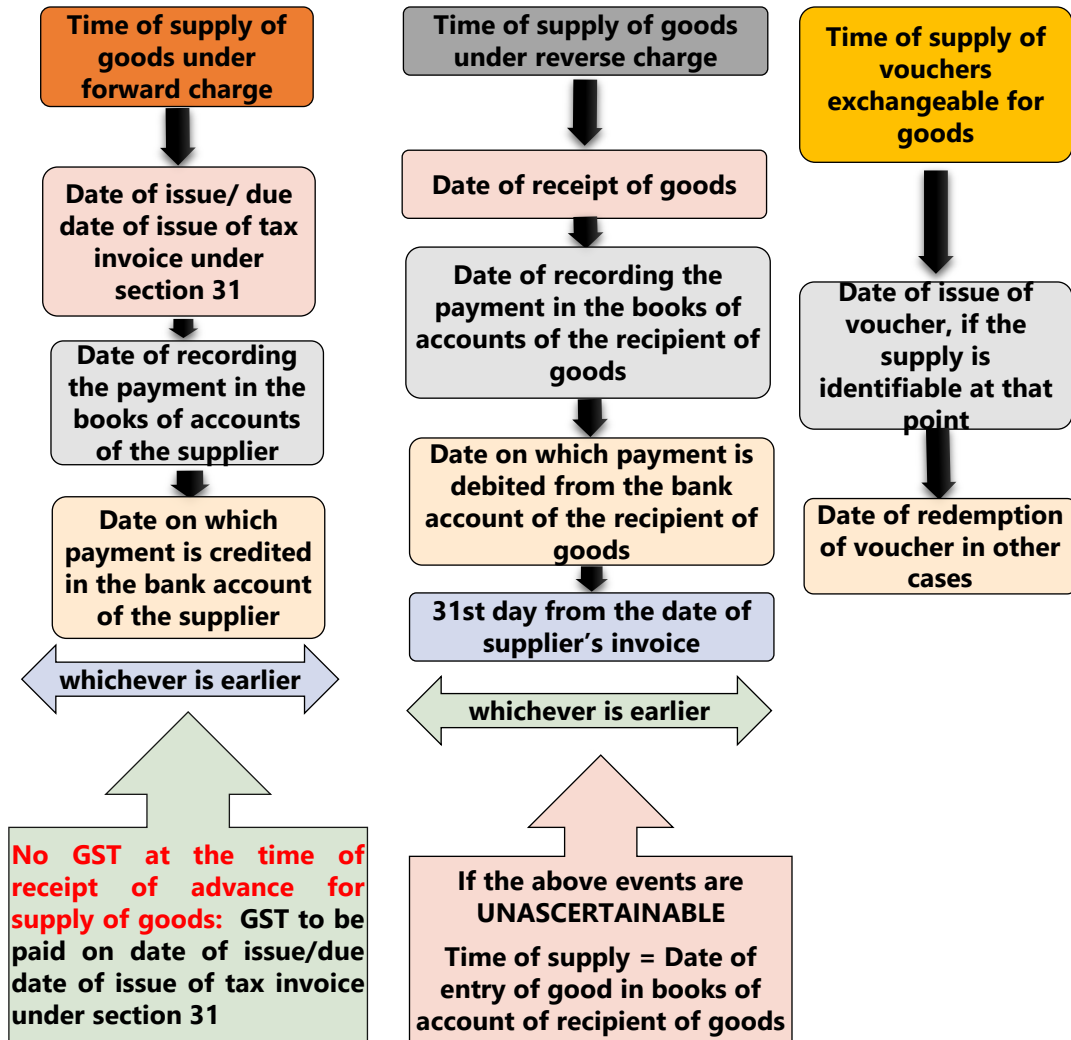 Time of supply of
goods under
forward charge
Date of issue/ due
date of issue of tax
invoice under
section 31
Date of recording
the payment in the
books of accounts
of the supplier
Date on which
payment is credited
in the bank account
of the supplier
whichever is earlier
No GST at the time of
receipt of advance for
supply of goods: GST to be
paid on date of issue/due
date of issue of tax invoice
under section 31
Time of supply of goods
under reverse charge
Date of receipt of goods
Date of recording the
payment in the books of
accounts of the recipient of
goods
Date on which payment is
debited from the bank
account of the recipient of
goods
31st day from the date of
supplier’s invoice
whichever is earlier
If the above events are
UNASCERTAINABLE
Time of supply = Date of
entry of good in books of
account of recipient of goods
Time of supply of
vouchers
exchangeable for
goods
Date of issue of
voucher, if the
supply is
identifiable at that
point
Date of redemption
of voucher in other
cases